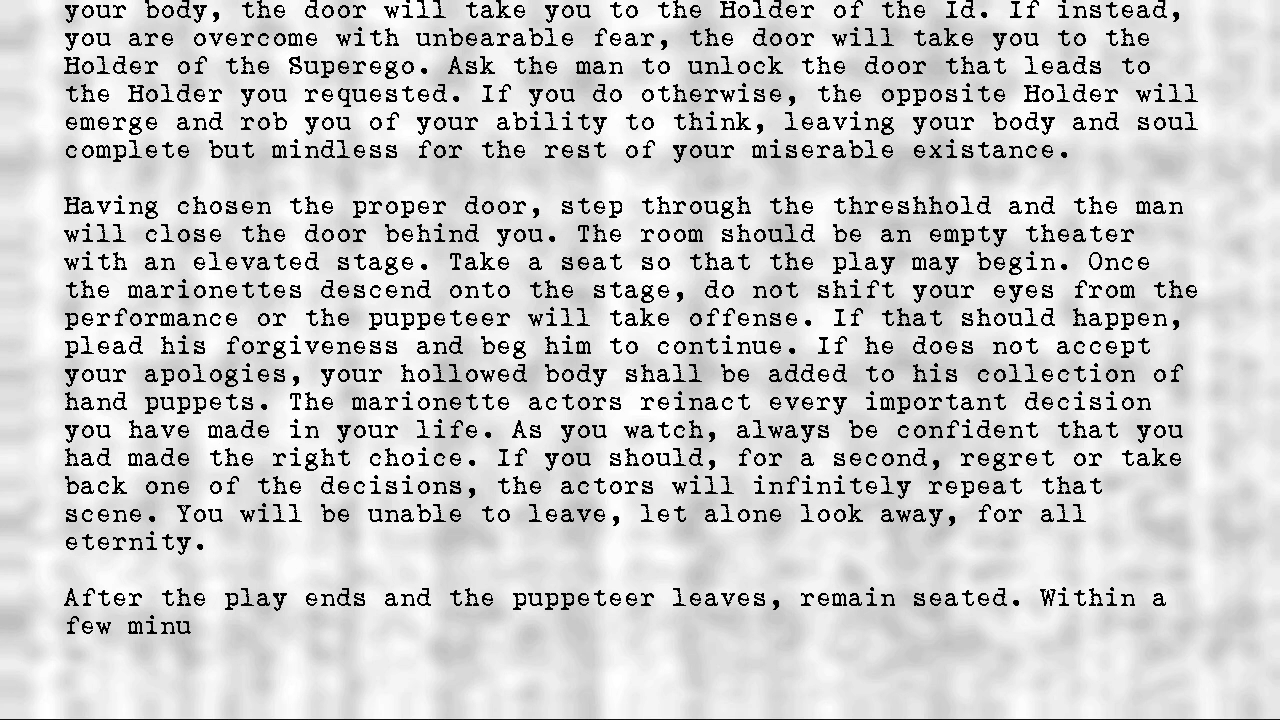 your body, the door will take you to the Holder of the Id. If instead,
you are overcome with unbearable fear, the door will take you to the
Holder of the Superego. Ask the man to unlock the door that leads to
the Holder you requested. If you do otherwise, the opposite Holder will
emerge and rob you of your ability to think, leaving your body and soul
complete but mindless for the rest of your miserable existance.
Having chosen the proper door, step through the threshhold and the man
will close the door behind you. The room should be an empty theater
with an elevated stage. Take a seat so that the play may begin. Once
the marionettes descend onto the stage, do not shift your eyes from the
performance or the puppeteer will take offense. If that should happen,
plead his forgiveness and beg him to continue. If he does not accept
your apologies, your hollowed body shall be added to his collection of
hand puppets. The marionette actors reinact every important decision
you have made in your life. As you watch, always be confident that you
had made the right choice. If you should, for a second, regret or take
back one of the decisions, the actors will infinitely repeat that
scene. You will be unable to leave, let alone look away, for all
eternity.
After the play ends and the puppeteer leaves, remain seated. Within a
few minu